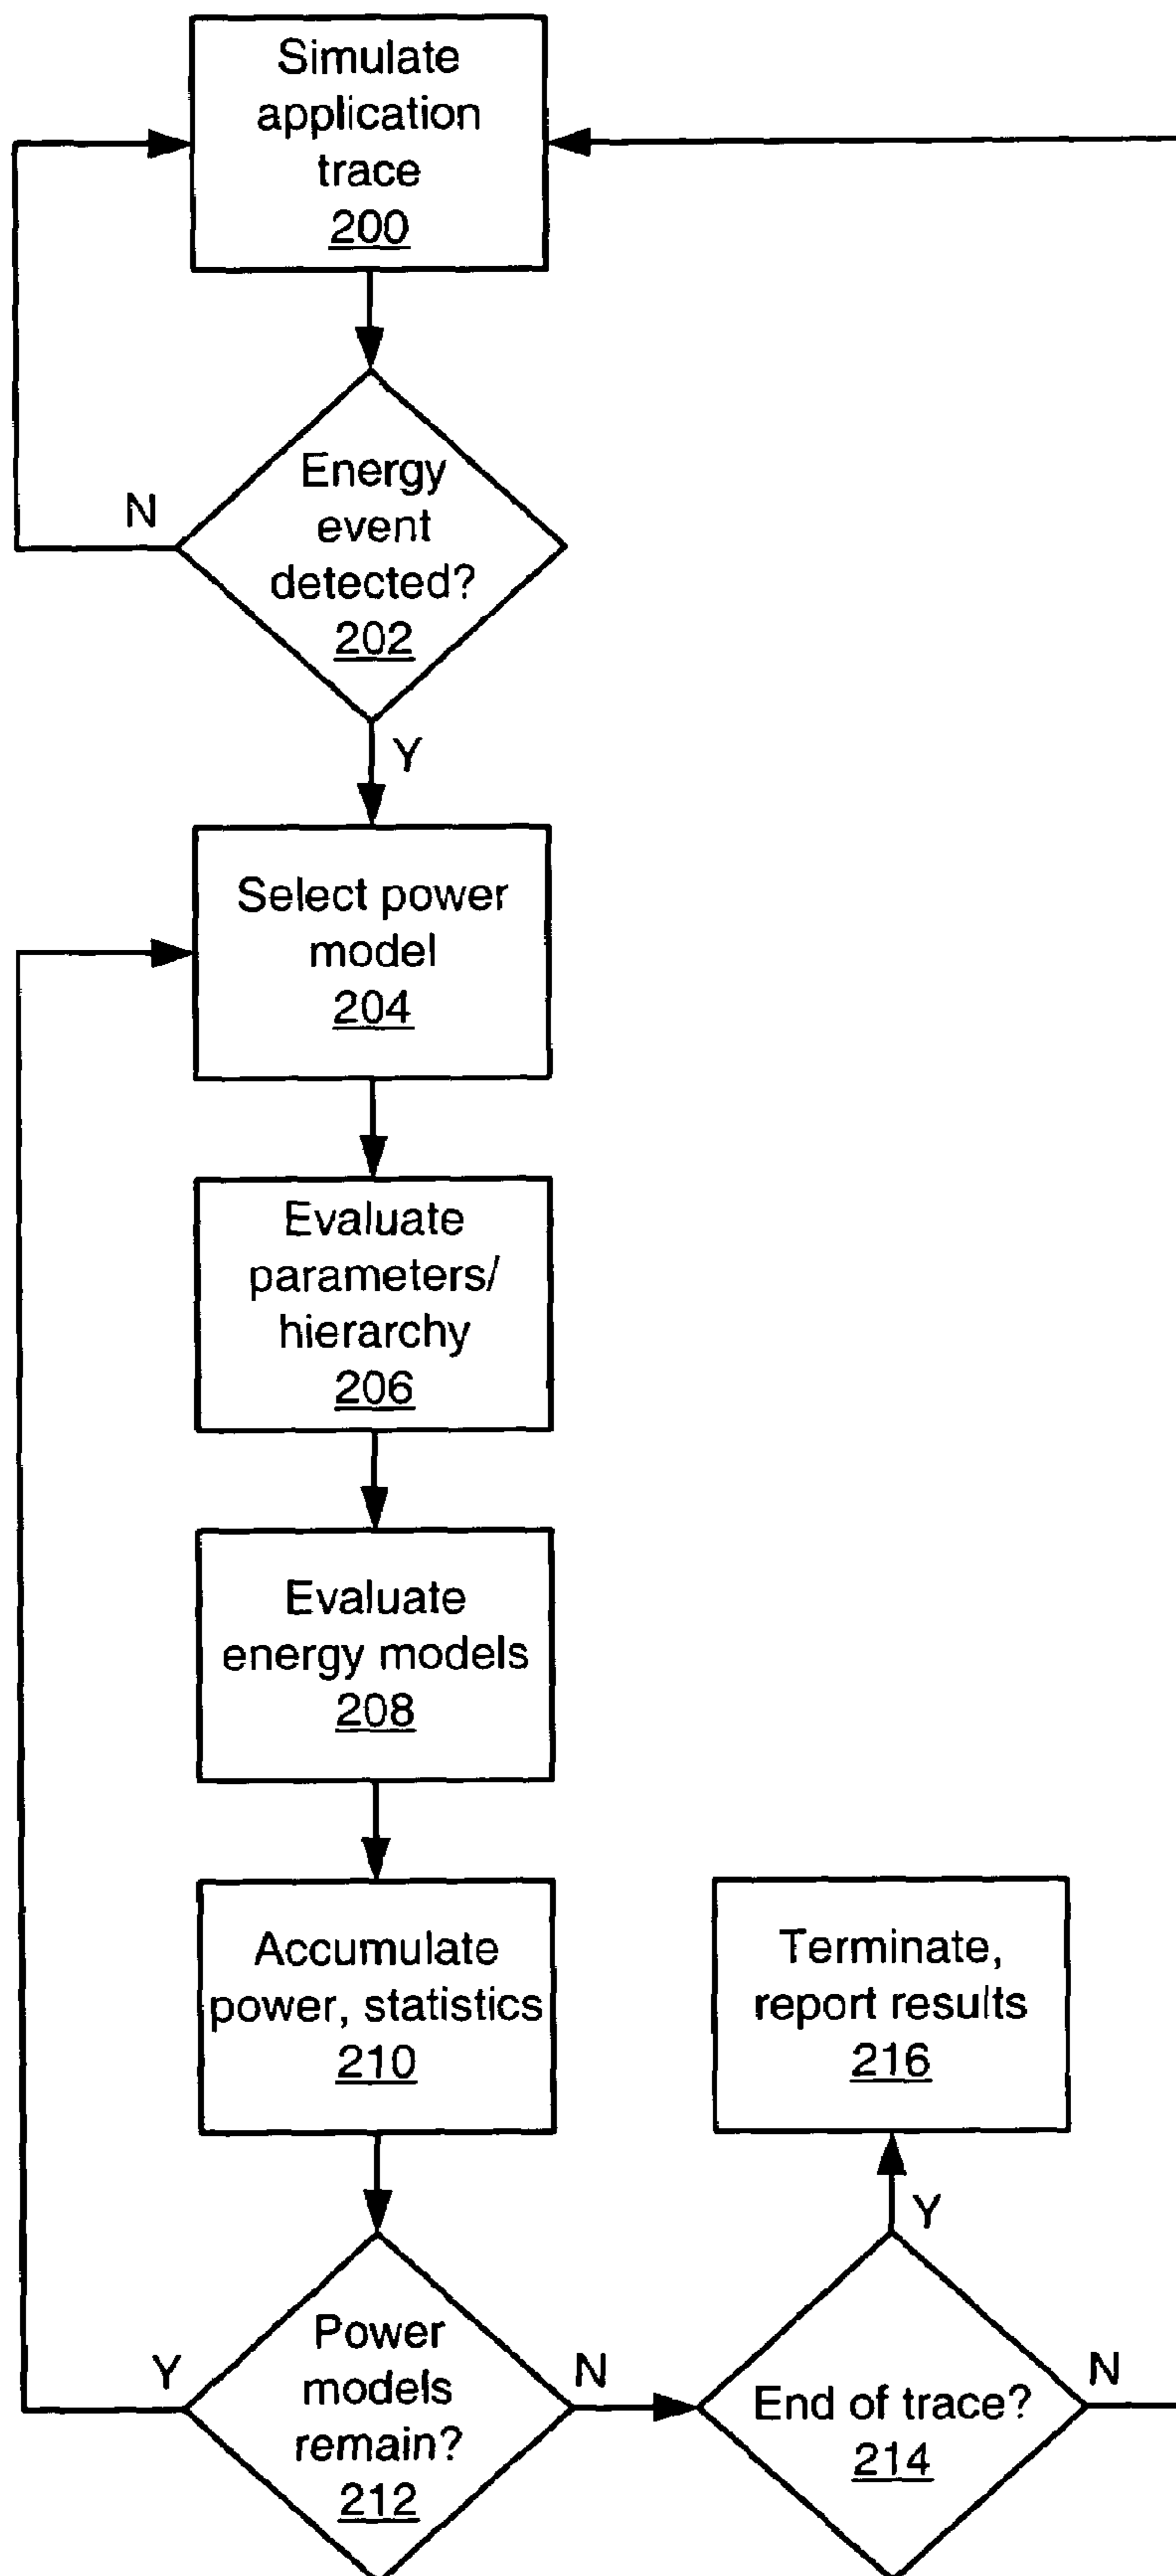 Simulate
application
trace
200
Energy
event
detected?
202
N
Y
Select power
model
204
Evaluate
parameters/
hierarchy
206
Evaluate
energy models
208
Accumulate
power, statistics
210
Terminate,
report results
216
Y
Power
models
remain?
212
Y
N
End of trace?
214
N